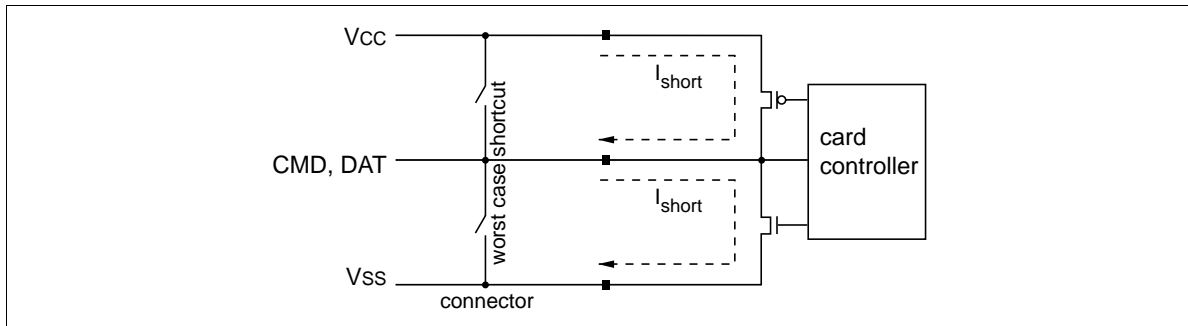 VCC
Ishort
worst case shortcut
card
controller
CMD, DAT
Ishort
VSS
connector